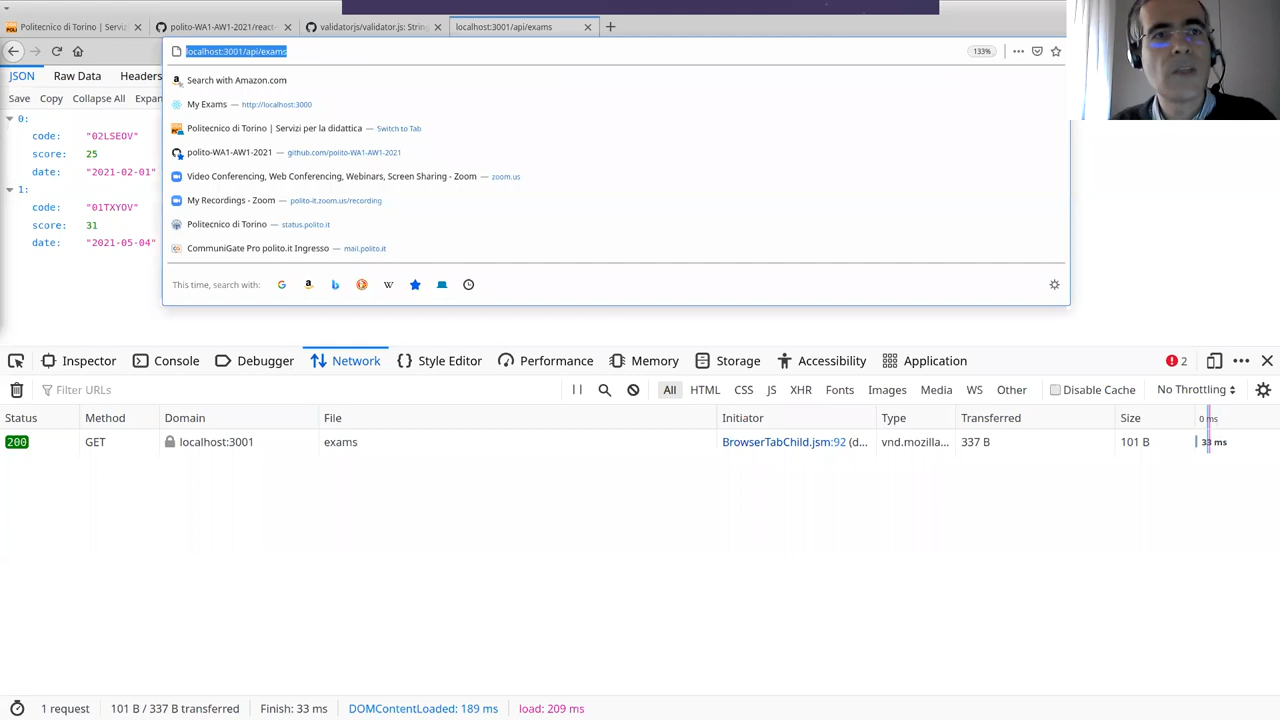 Politecnico di Torino | Servizi
polito-WA1-AW1-2021/react-
validatorjs/validator.js: String
localhost:3001/api/exams
localhost:3001/api/exams
133%
JSON
Raw Data
Headers
Search with Amazon.com
Save
Copy
Collapse All
Expan
My Exams — http://localhost:3000
0:
Politecnico di Torino | Servizi per la didattica — Switch to Tab
code: "02LSEOV"
score: 25
polito-WA1-AW1-2021 — github.com/polito-WA1-AW1-2021
date: "2021-02-01"
Video Conferencing, Web Conferencing, Webinars, Screen Sharing - Zoom — zoom.us
1:
My Recordings - Zoom — polito-it.zoom.us/recording
code: "01TXYOV"
score: 31
Politecnico di Torino — status.polito.it
date: "2021-05-04"
CommuniGate Pro polito.it Ingresso — mail.polito.it
This time, search with:
Inspector
Console
Debugger
Network
Style Editor
Performance
Memory
Storage
Accessibility
Application
2
Filter URLs
All
HTML
CSS
JS
XHR
Fonts
Images
Media
WS
Other
Disable Cache
No Throttling
Status
Method
Domain
File
Initiator
Type
Transferred
Size
0 ms
200
GET
localhost:3001
exams
BrowserTabChild.jsm:92 (d...
vnd.mozilla...
337 B
101 B
33 ms
1 request
101 B / 337 B transferred
Finish: 33 ms
DOMContentLoaded: 189 ms
load: 209 ms